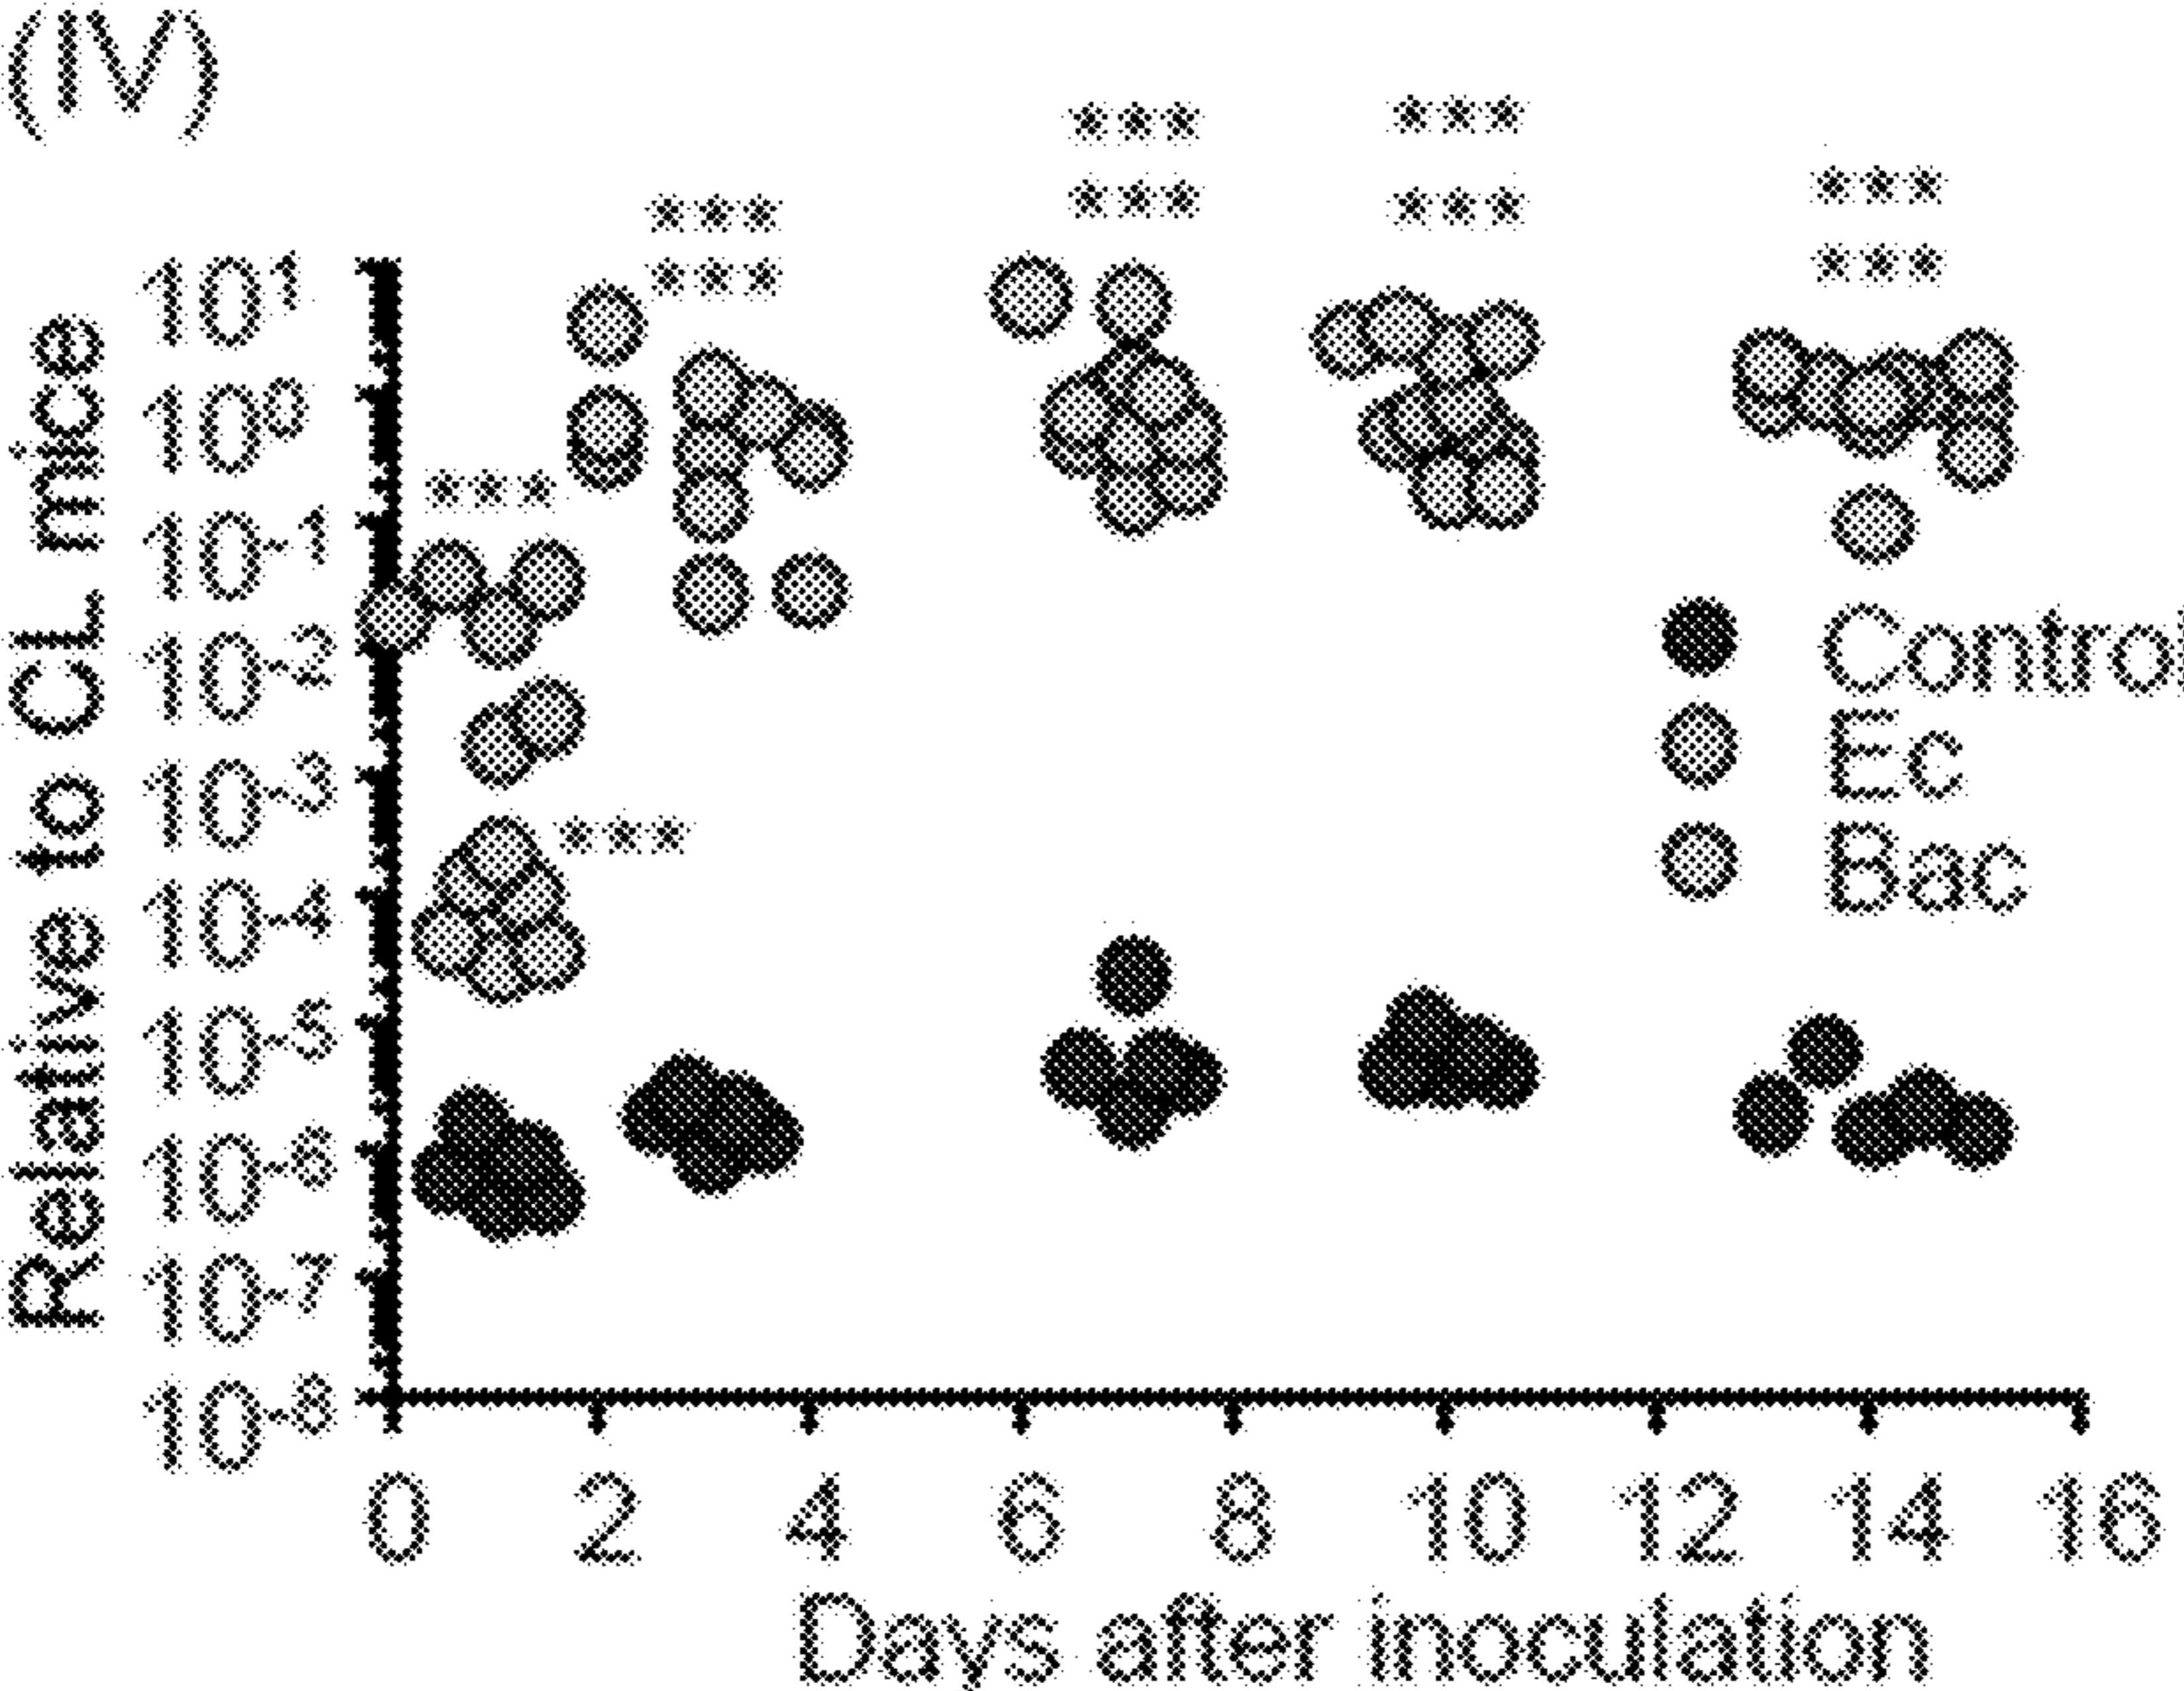 (IV)
***
***
***
***
***
***
***
***
***
***
Relative to CL mice
10¹
10⁰
10⁻¹
10⁻²
10⁻³
10⁻⁴
10⁻⁵
10⁻⁶
10⁻⁷
10⁻⁸
Control
Ec
Bac
0 2 4 6 8 10 12 14 16
Days after inoculation